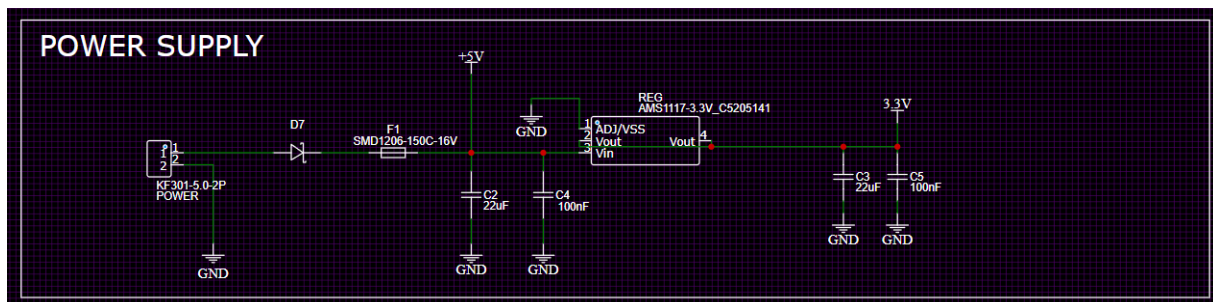 POWER SUPPLY
+5V
REG
AMS1117-3.3V_C5205141
3.3V
D7
F1
SMD1206-150C-16V
GND
1
2
3
ADJ/VSS
Vout
Vin
Vout
4
1
2
1
2
KF301-5.0-2P
POWER
C2
22uF
C4
100nF
C3
22uF
C5
100nF
GND
GND
GND
GND
GND